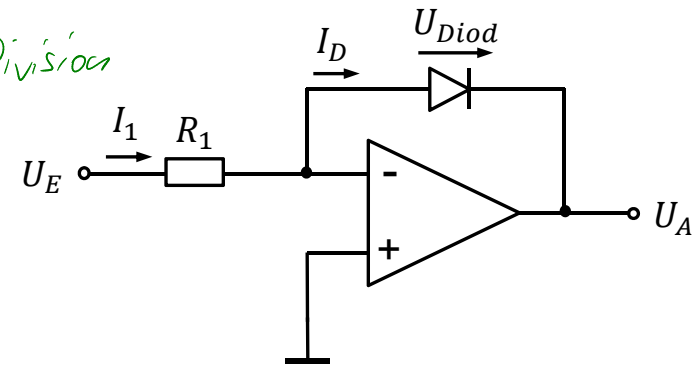 Division
U_Diod
I_D
I_1 R_1
U_E
-
+
U_A